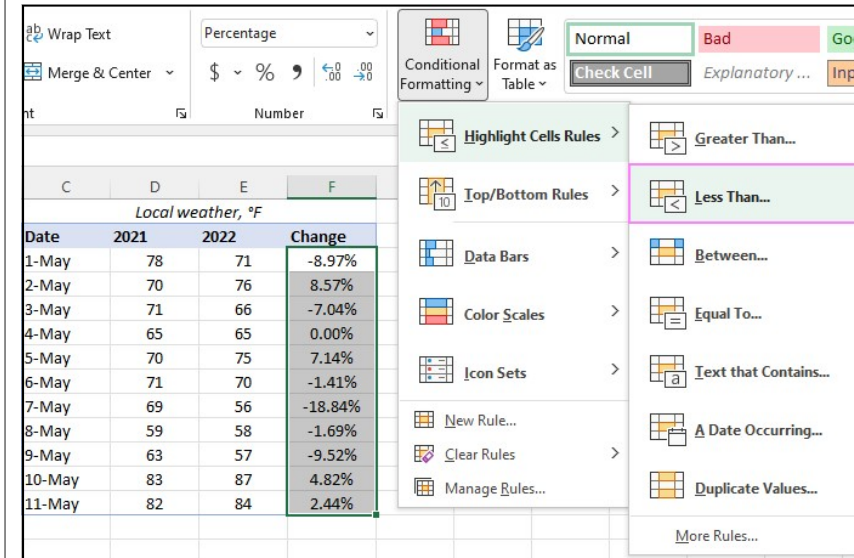 Wrap Text
Percentage
Normal
Bad
Merge & Center
$ % 9 .00
Conditional Formatting
Format as Table
Check Cell
Explanatory ...
Number
Highlight Cells Rules
Greater Than...
Top/Bottom Rules
Less Than...
Data Bars
Between...
Color Scales
Equal To...
Icon Sets
Text that Contains...
New Rule...
A Date Occurring...
Clear Rules
Manage Rules...
Duplicate Values...
More Rules...
C D E F
Local weather, °F
Date 2021 2022 Change
1-May 78 71 -8.97%
2-May 70 76 8.57%
3-May 71 66 -7.04%
4-May 65 65 0.00%
5-May 70 75 7.14%
6-May 71 70 -1.41%
7-May 69 56 -18.84%
8-May 59 58 -1.69%
9-May 63 57 -9.52%
10-May 83 87 4.82%
11-May 82 84 2.44%